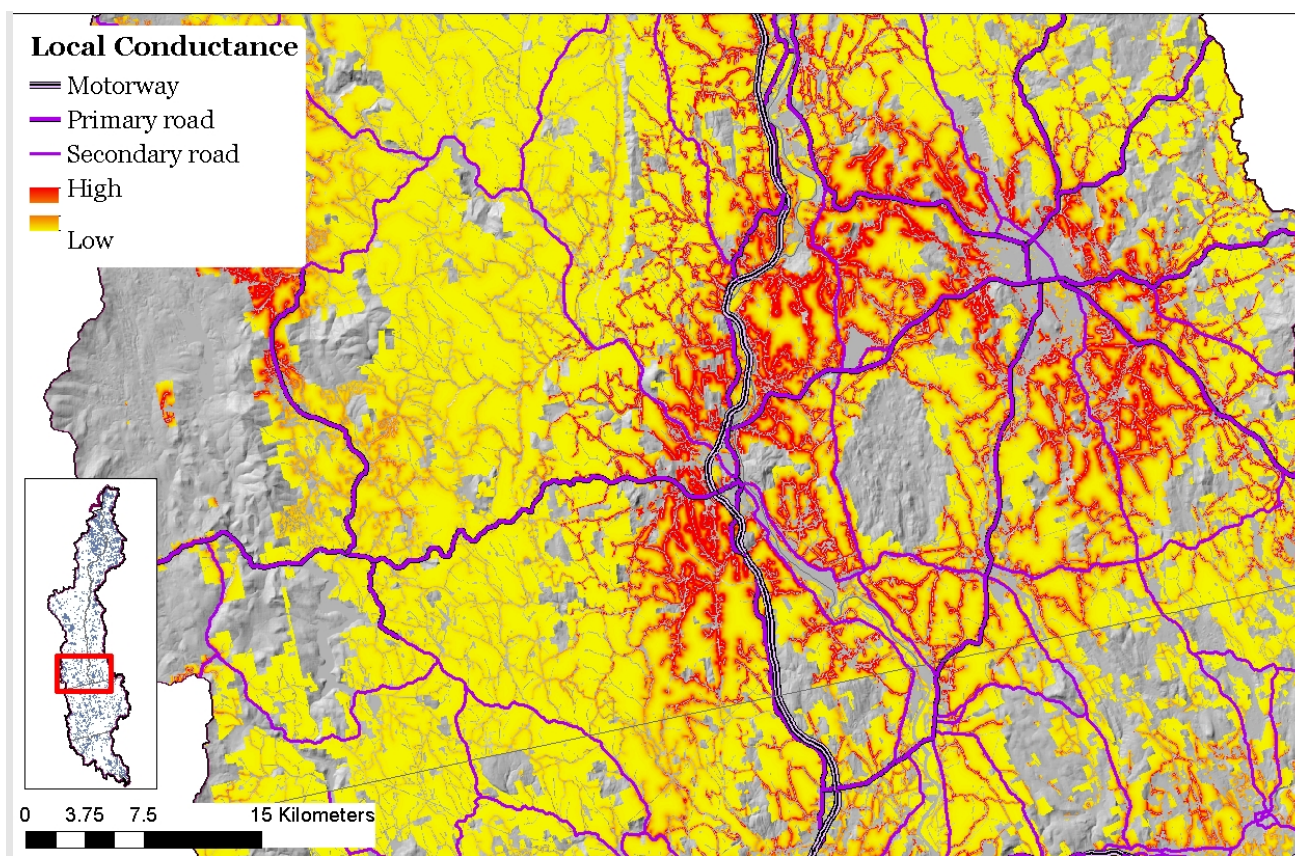 Local Conductance
Motorway
Primary road
Secondary road
High
Low
0 3.75 7.5 15 Kilometers